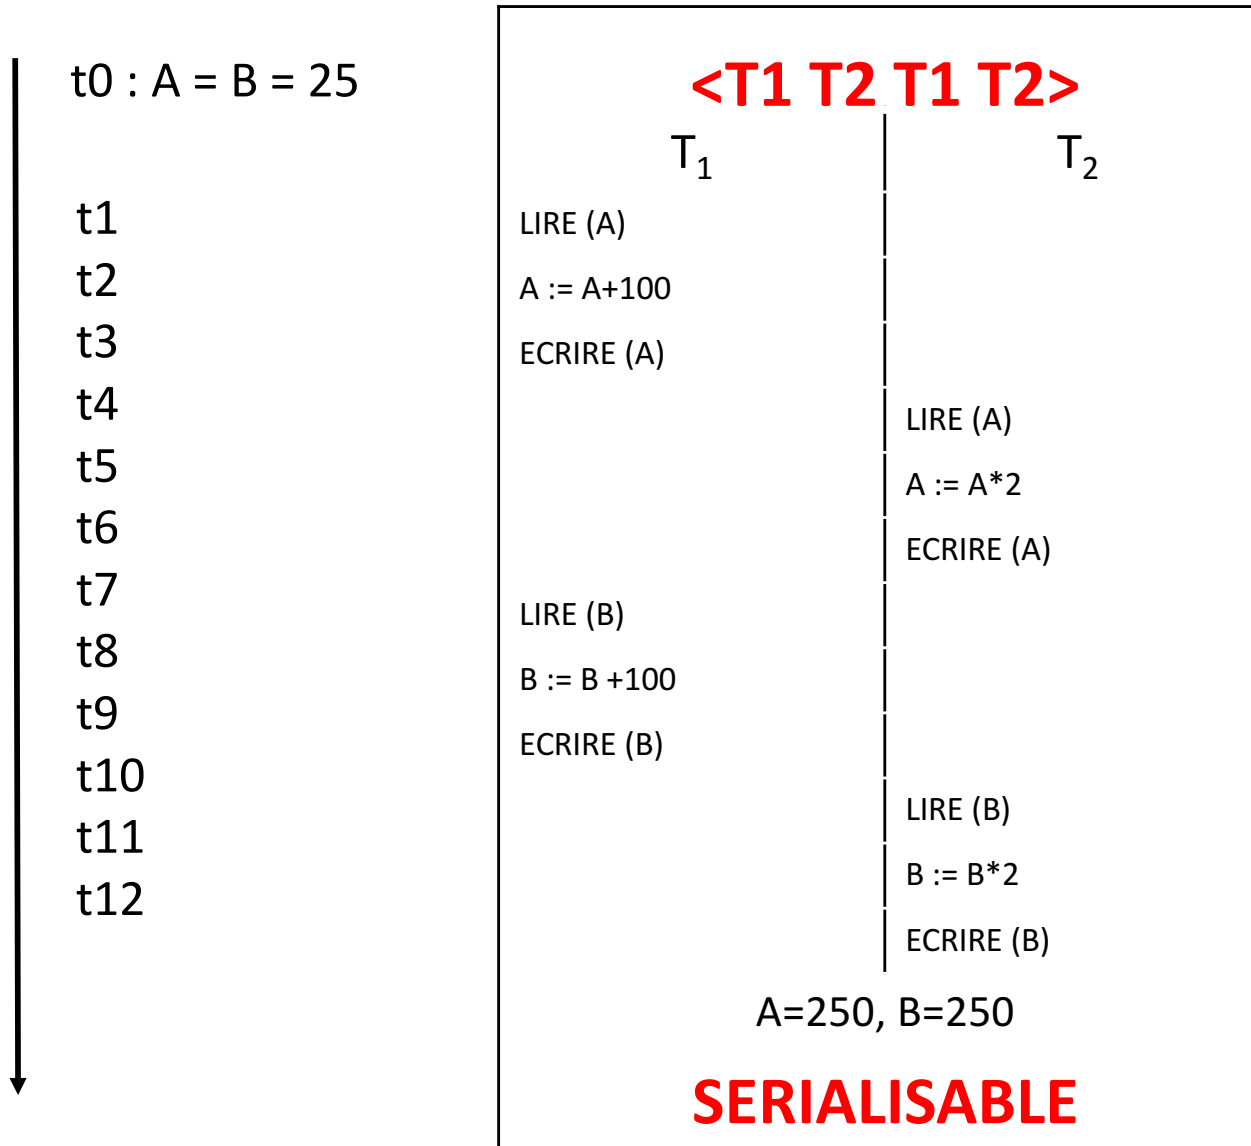 t0 : A = B = 25
t1
t2
t3
t4
t5
t6
t7
t8
t9
t10
t11
t12
<T1 T2 T1 T2>
T₁ T₂
LIRE (A)
A := A+100
ECRIRE (A)
LIRE (A)
A := A*2
ECRIRE (A)
LIRE (B)
B := B +100
ECRIRE (B)
LIRE (B)
B := B*2
ECRIRE (B)
A=250, B=250
SERIALISABLE